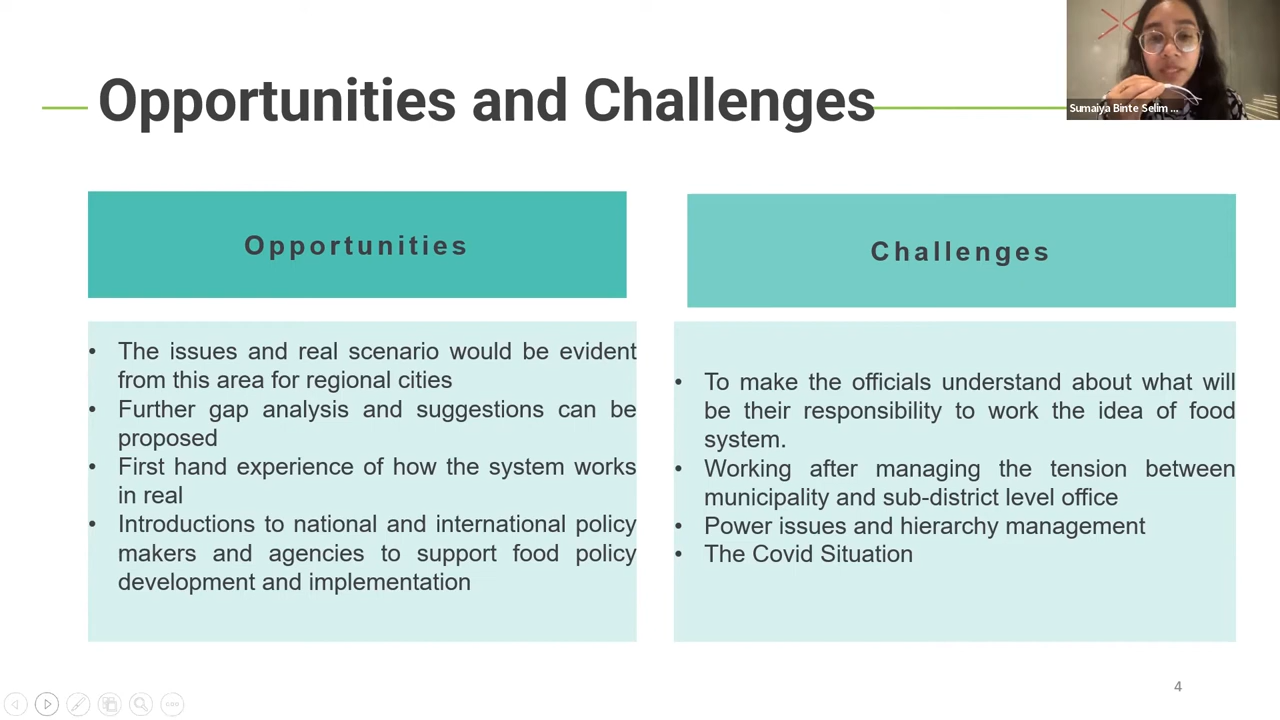 Opportunities and Challenges
Sumaiya Binte Selim ...
Opportunities
• The issues and real scenario would be evident
from this area for regional cities
• Further gap analysis and suggestions can be
proposed
• First hand experience of how the system works
in real
• Introductions to national and international policy
makers and agencies to support food policy
development and implementation
Challenges
• To make the officials understand about what will
be their responsibility to work the idea of food
system.
• Working after managing the tension between
municipality and sub-district level office
• Power issues and hierarchy management
• The Covid Situation
4